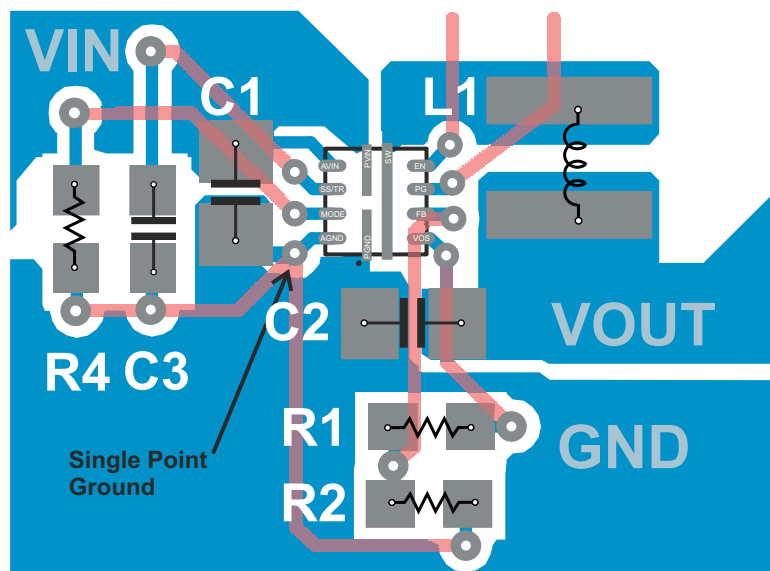 VIN
C1
L1
AVIN
SS/TR
MODE
AGND
PVIN
SW
PGND
EN
PG
FB
VOS
C2
VOUT
R4
C3
R1
GND
Single Point
Ground
R2